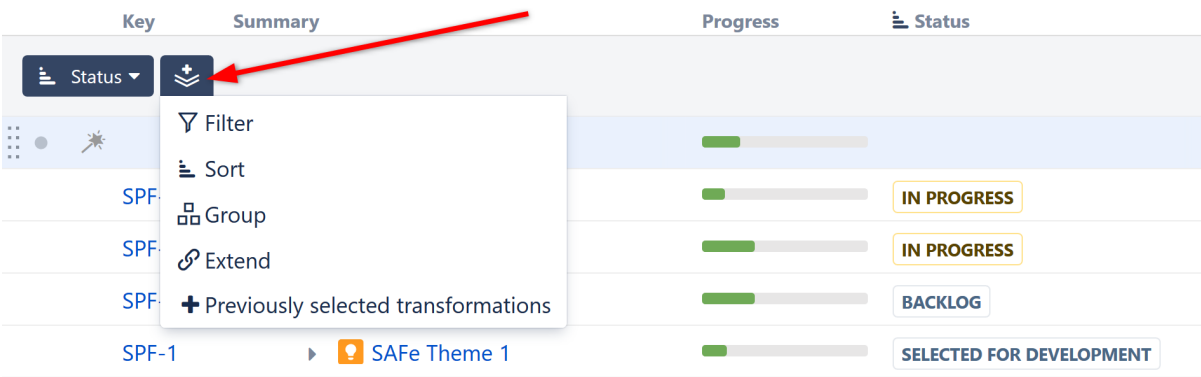 Key Summary Progress Status
Status
Filter
Sort
SPF- IN PROGRESS
Group
SPF- IN PROGRESS
Extend
SPF- BACKLOG
Previously selected transformations
SPF-1 SAFe Theme 1 SELECTED FOR DEVELOPMENT